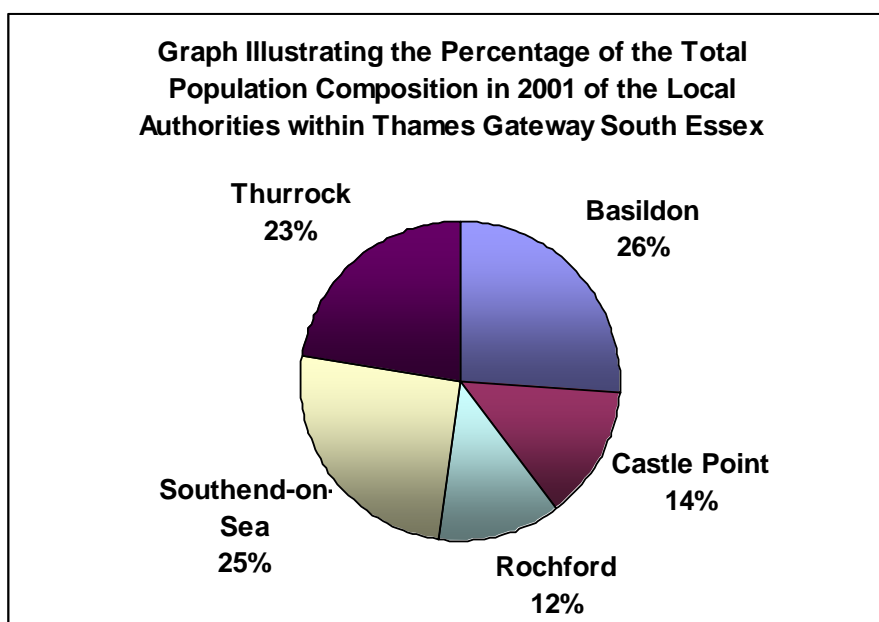 Graph Illustrating the Percentage of the Total
Population Composition in 2001 of the Local
Authorities within Thames Gateway South Essex
Thurrock
23%
Basildon
26%
Castle Point
14%
Southend-on-
Sea
25%
Rochford
12%